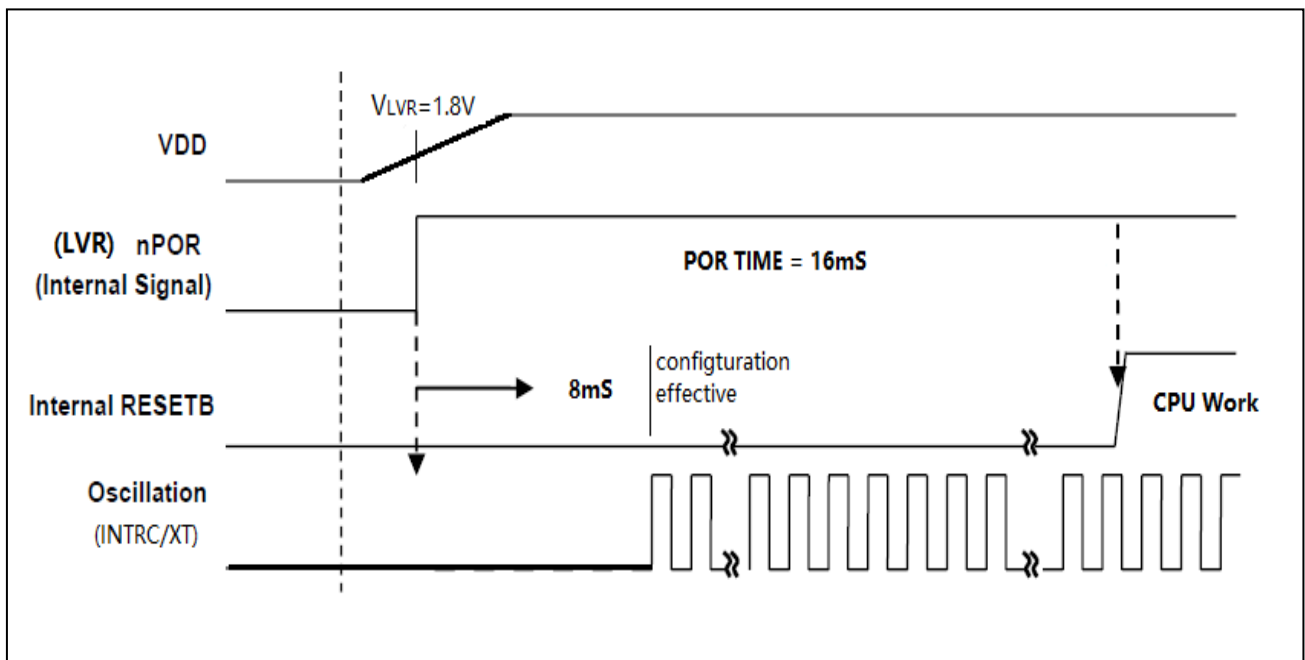 VLVR=1.8V
VDD
(LVR) nPOR
(Internal Signal)
POR TIME = 16mS
Internal RESETB
8mS
configturation
effective
CPU Work
Oscillation
(INTRC/XT)